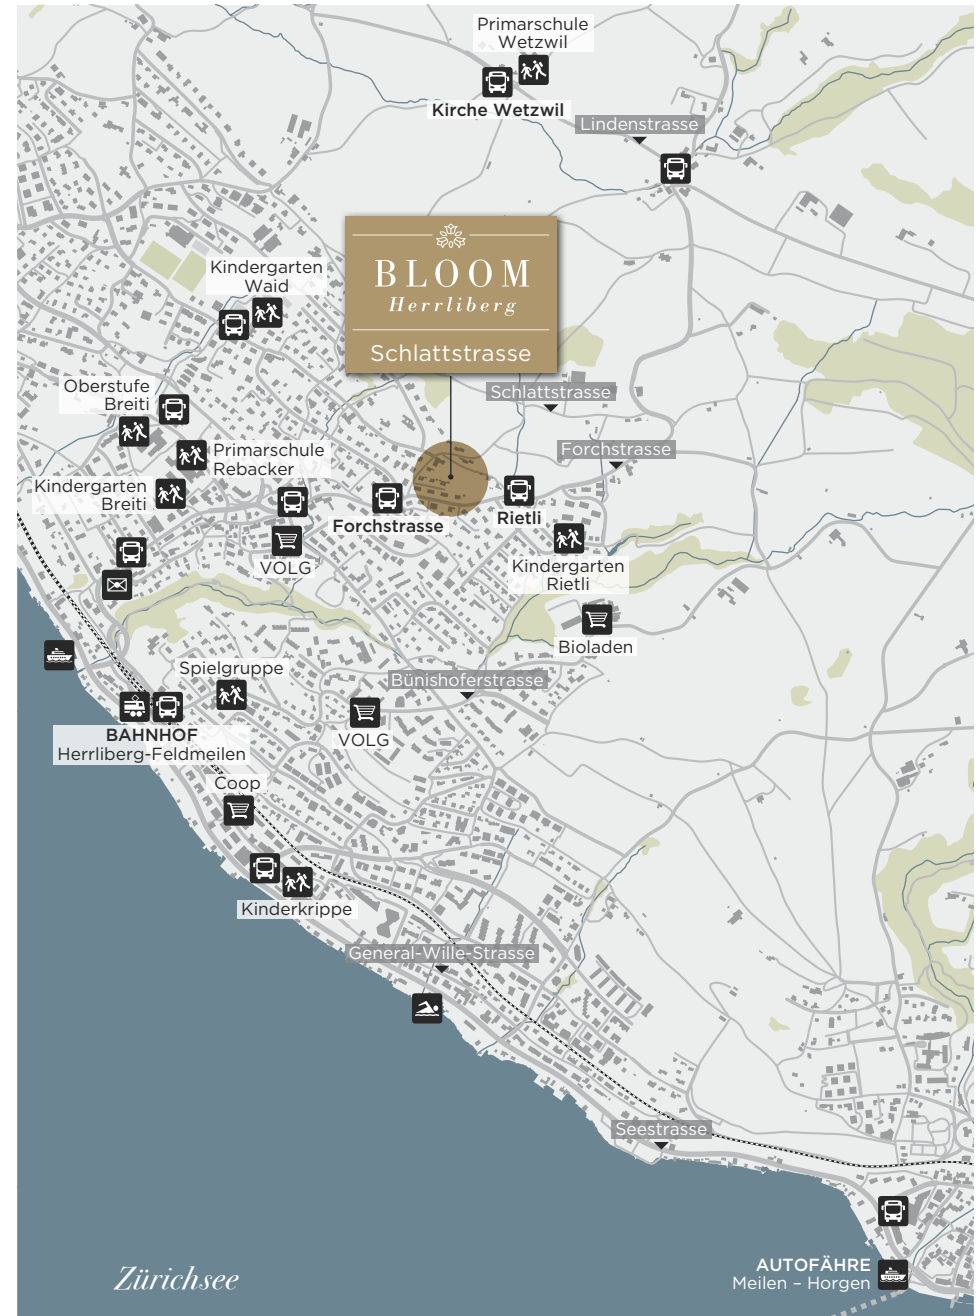 Primarschule
Wetzwil
Kirche Wetzwil
Lindenstrasse
BLOOM
Herrliberg
Schlattstrasse
Kindergarten
Waid
Oberstufe
Breiti
Schlattstrasse
Primarschule
Rebacker
Forchstrasse
Kindergarten
Breiti
Forchstrasse
Rietli
VOLG
Kindergarten
Rietli
Bioladen
Spielgruppe
Bünishoferstrasse
BAHNHOF
Herrliberg-Feldmeilen
VOLG
Coop
Kinderkrippe
General-Wille-Strasse
Seestrasse
AUTOFÄHRE
Meilen – Horgen
Zürichsee